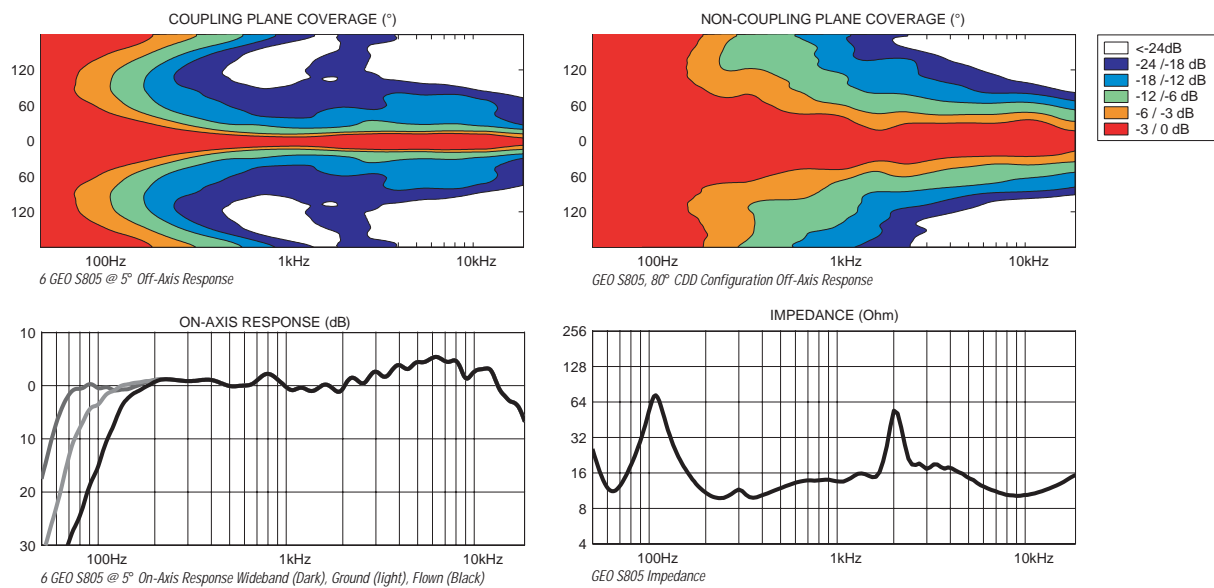 COUPLING PLANE COVERAGE (°)
120
60
0
60
120
100Hz 1kHz 10kHz
6 GEO S805 @ 5° Off-Axis Response
NON-COUPLING PLANE COVERAGE (°)
120
60
0
60
120
100Hz 1kHz 10kHz
GEO S805, 80° CDD Configuration Off-Axis Response
<-24dB
-24 /-18 dB
-18 /-12 dB
-12 /-6 dB
-6 / -3 dB
-3 / 0 dB
ON-AXIS RESPONSE (dB)
10
0
10
20
30
100Hz 1kHz 10kHz
6 GEO S805 @ 5° On-Axis Response Wideband (Dark), Ground (light), Flown (Black)
IMPEDANCE (Ohm)
256
128
64
32
16
8
4
100Hz 1kHz 10kHz
GEO S805 Impedance